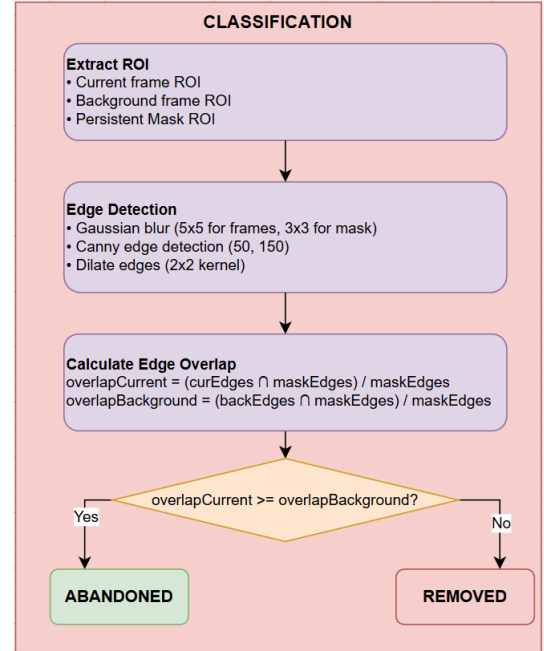 CLASSIFICATION
Extract ROI
• Current frame ROI
• Background frame ROI
• Persistent Mask ROI
Edge Detection
• Gaussian blur (5x5 for frames, 3x3 for mask)
• Canny edge detection (50, 150)
• Dilate edges (2x2 kernel)
Calculate Edge Overlap
overlapCurrent = (curEdges ∩ maskEdges) / maskEdges
overlapBackground = (backEdges ∩ maskEdges) / maskEdges
overlapCurrent >= overlapBackground?
Yes
No
ABANDONED
REMOVED